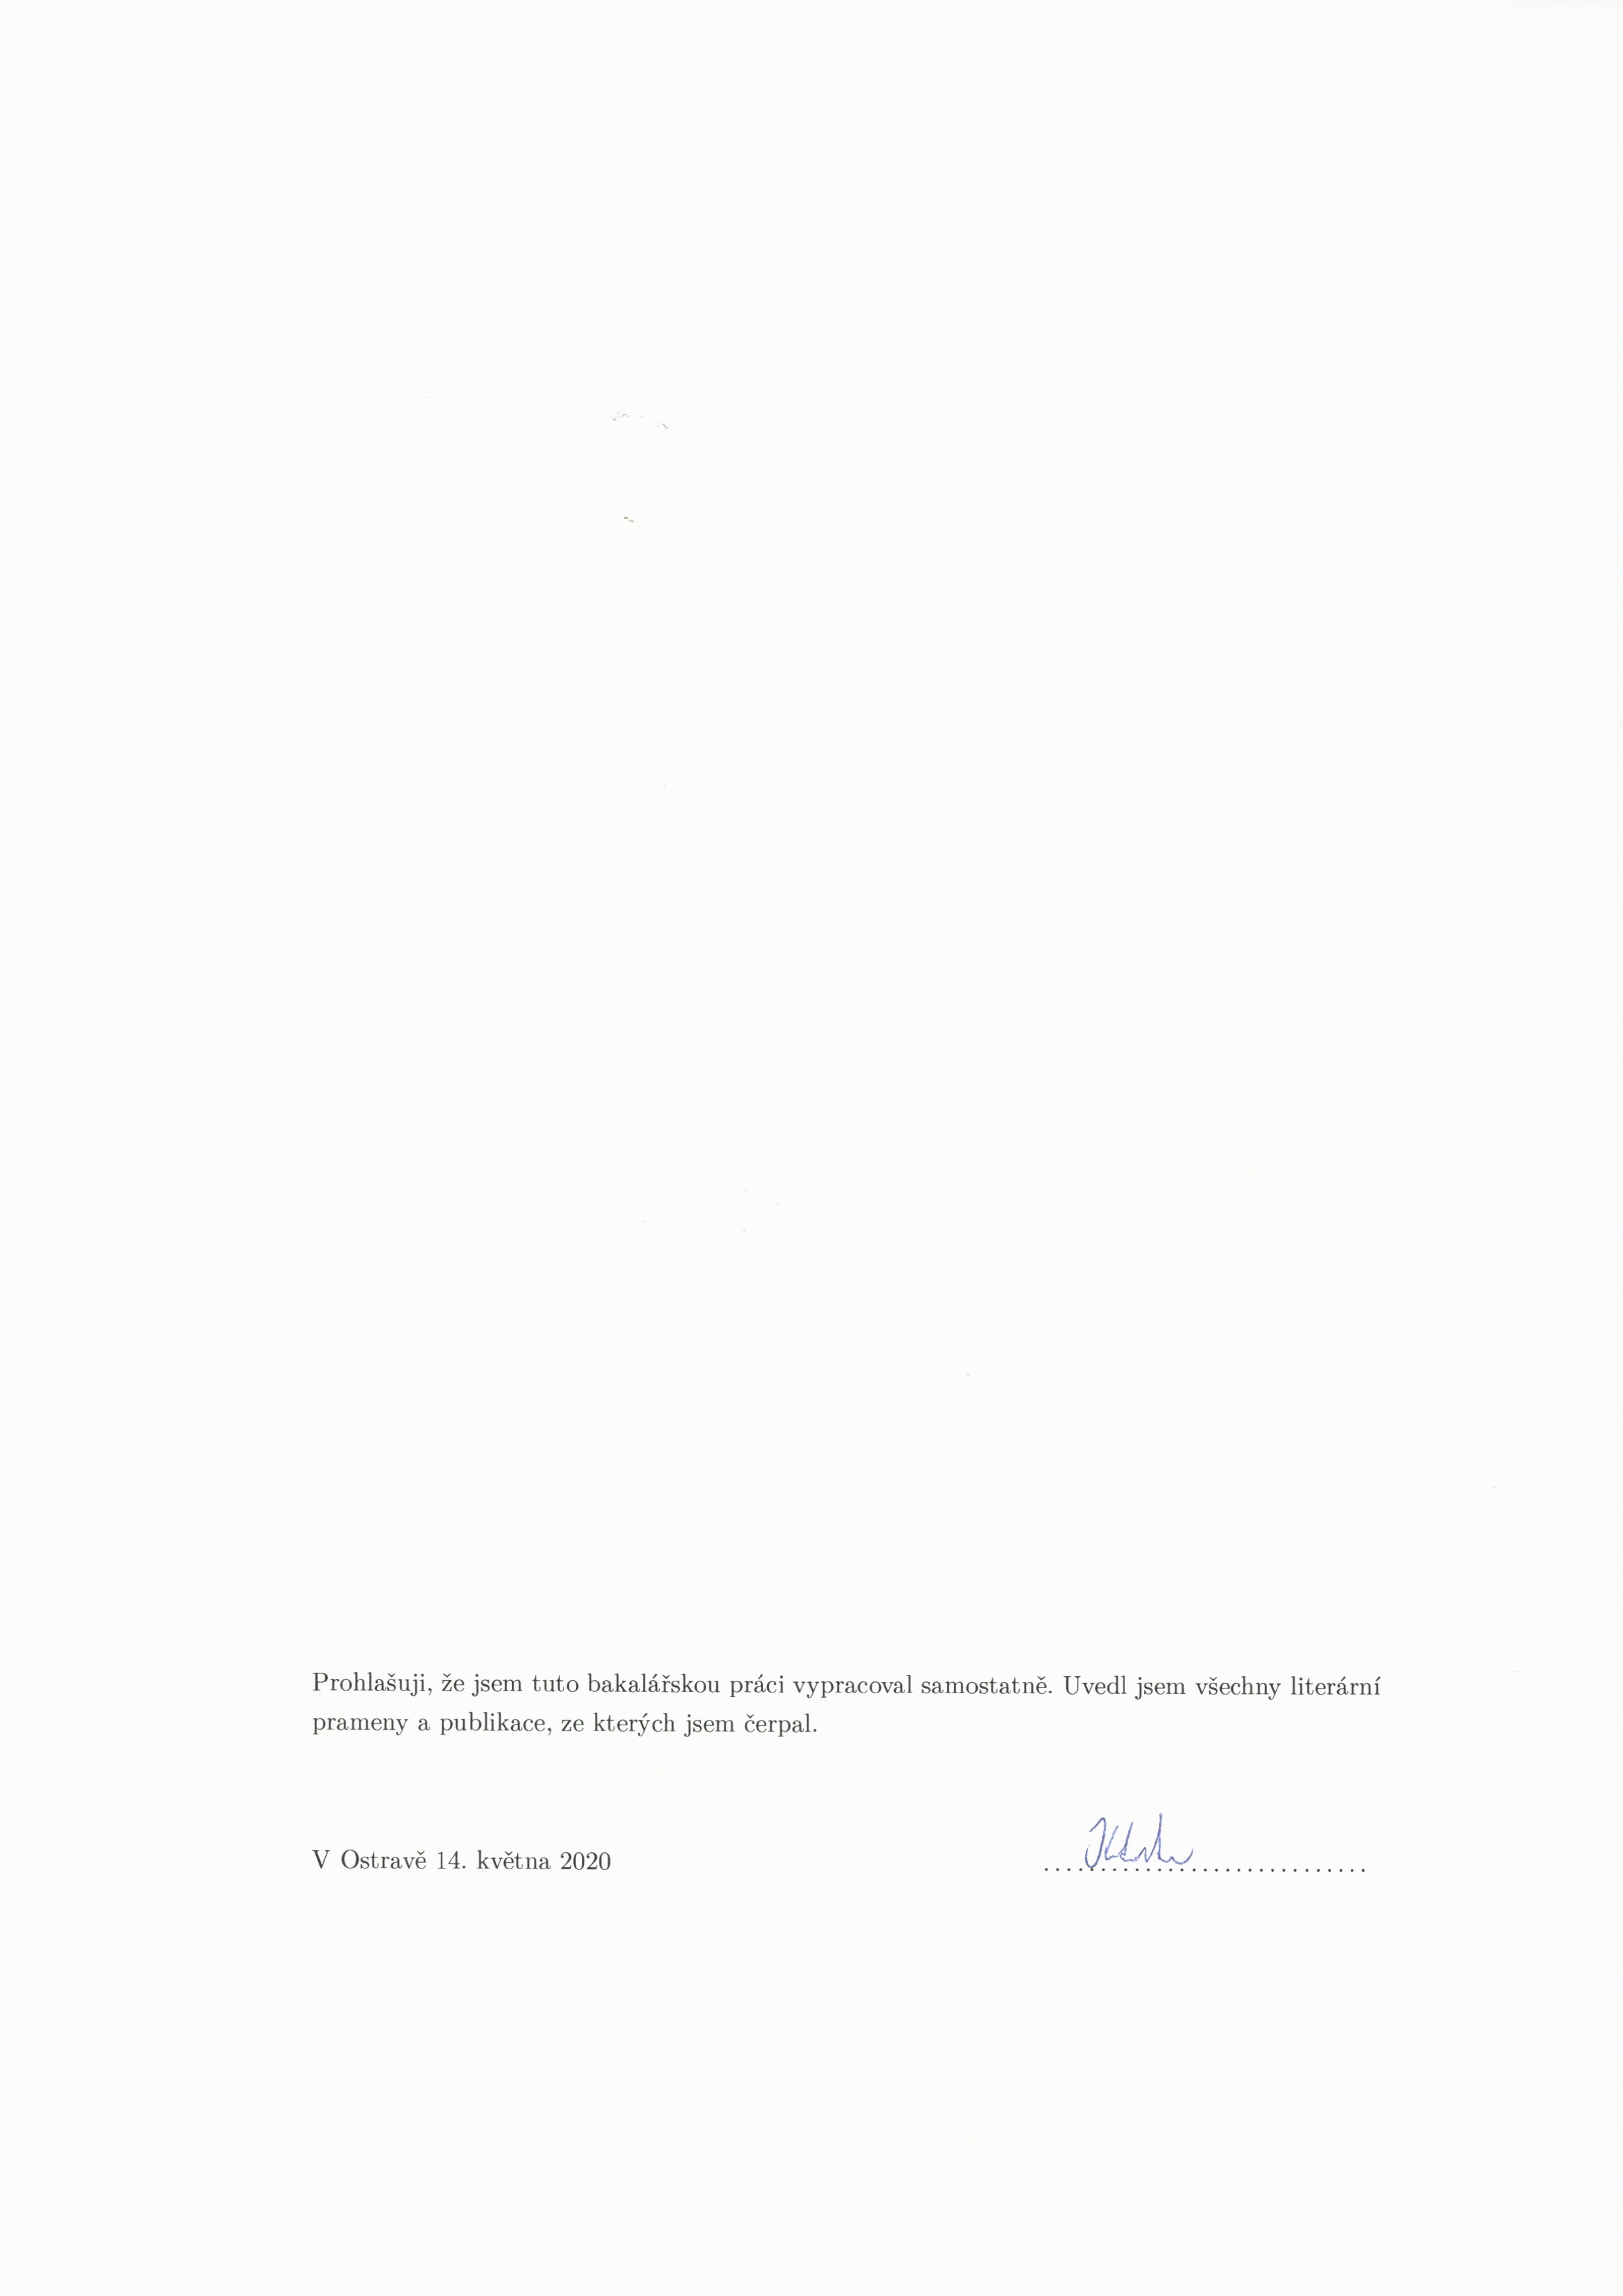 Prohlašuji, že jsem tuto bakalářskou práci vypracoval samostatně. Uvedl jsem všechny literární
prameny a publikace, ze kterých jsem čerpal.
V Ostravě 14. května 2020
..............................